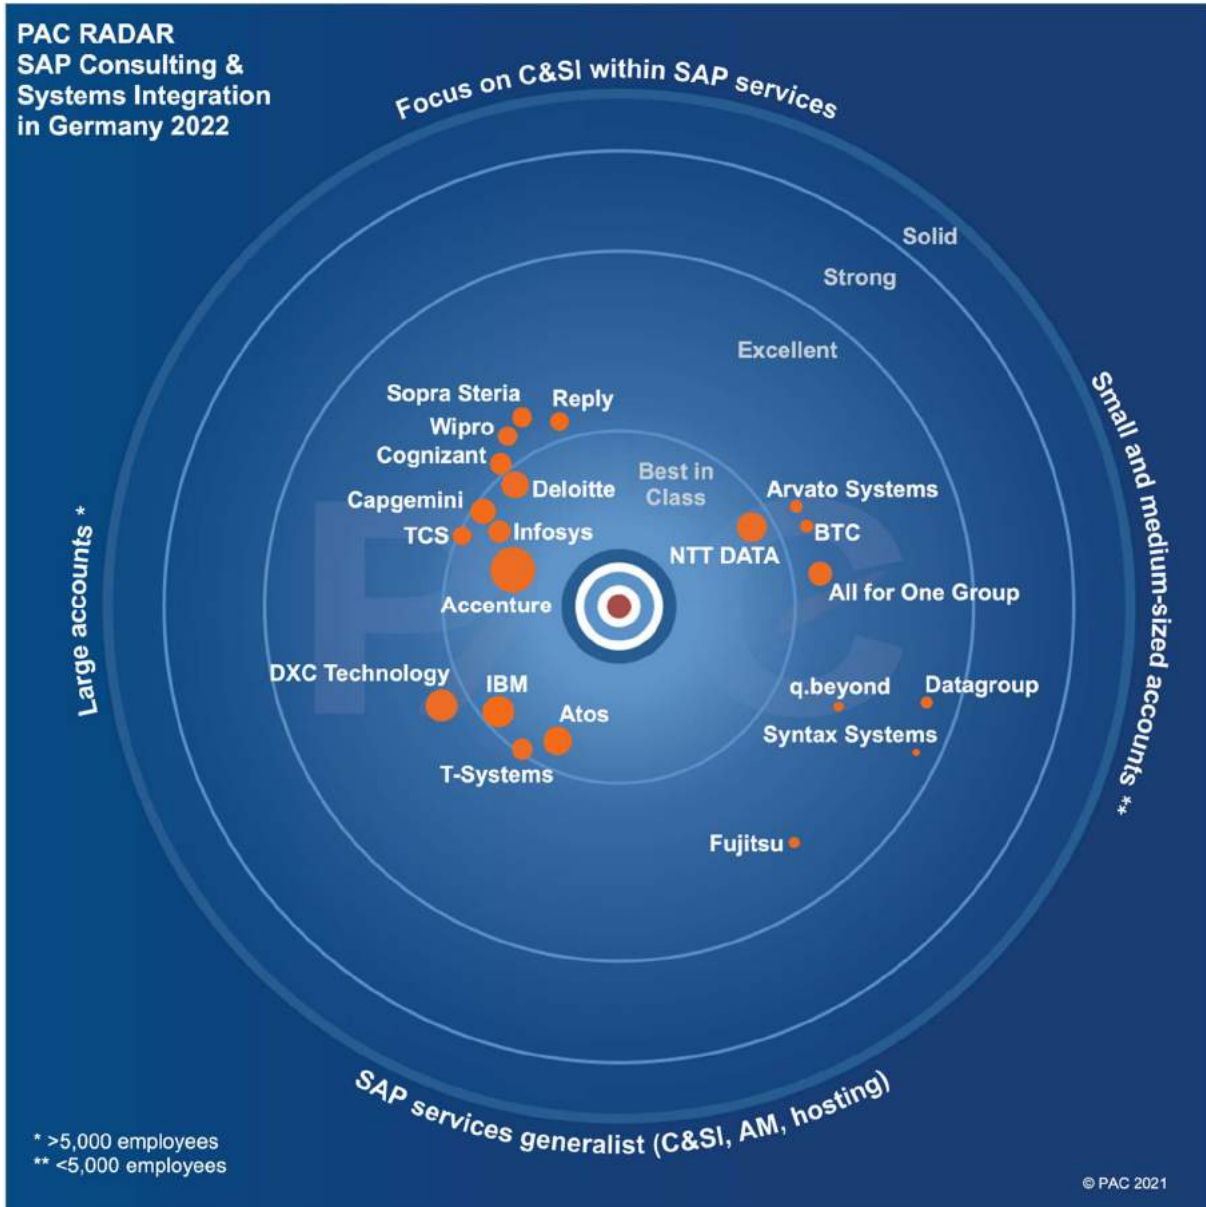 PAC RADAR
SAP Consulting &
Systems Integration
in Germany 2022
Focus on C&SI within SAP services
Solid
Strong
Excellent
Best in
Class
Small and medium-sized accounts **
Large accounts *
Sopra Steria
Reply
Wipro
Cognizant
Deloitte
Capgemini
TCS
Infosys
Accenture
Arvato Systems
BTC
NTT DATA
All for One Group
PAC
DXC Technology
IBM
Atos
T-Systems
q.beyond
Datagroup
Syntax Systems
Fujitsu
SAP services generalist (C&SI, AM, hosting)
* >5,000 employees
** <5,000 employees
© PAC 2021